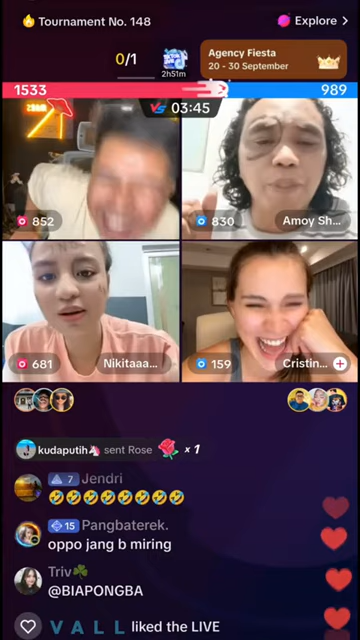 Tournament No. 148
Explore >
0/1
2h51m
Agency Fiesta
20 - 30 September
1533
VS 03:45
989
852
830
Amoy Sh...
681
Nikitaaa...
159
Cristin...
kudaputih🦄 sent Rose 🌹 x 1
7 Jendri
🤣🤣🤣🤣🤣🤣🤣🤣
15 Pangbaterek.
oppo jang b miring
Triv☘️
@BIAPONGBA
V A L L liked the LIVE